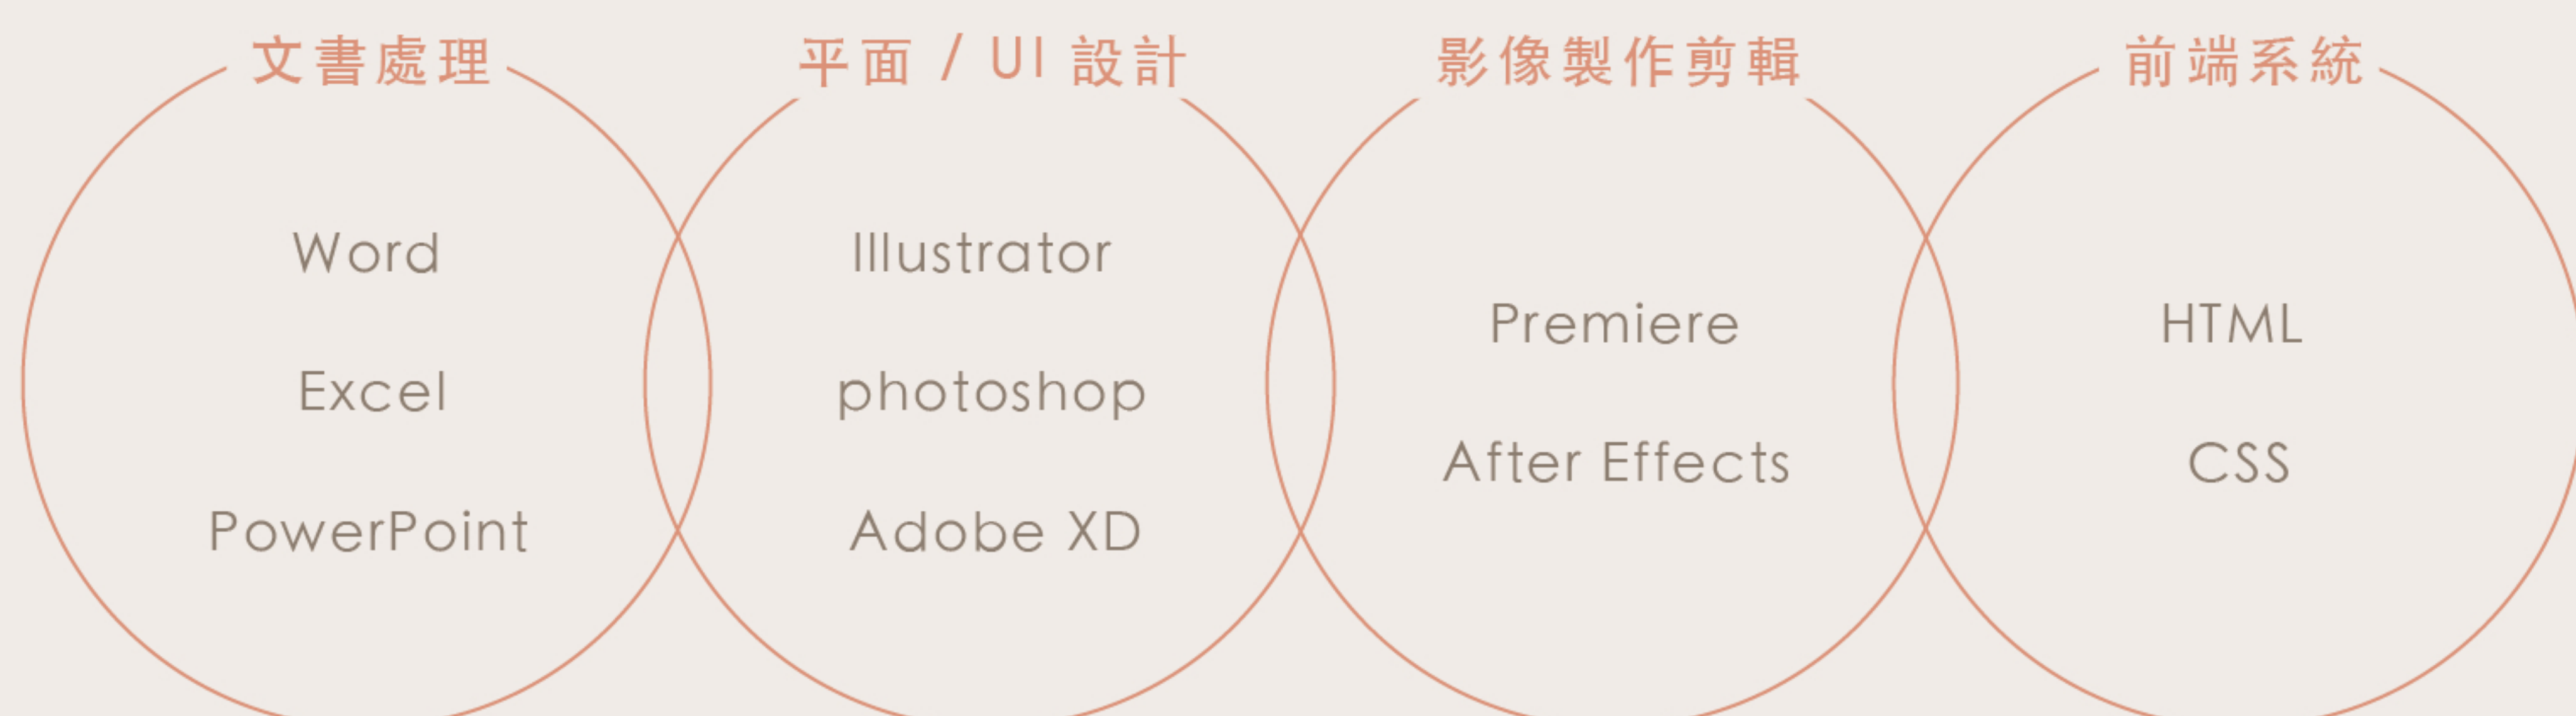 文書處理
Word
Excel
PowerPoint
平面 / UI 設計
Illustrator
photoshop
Adobe XD
影像製作剪輯
Premiere
After Effects
前端系統
HTML
CSS